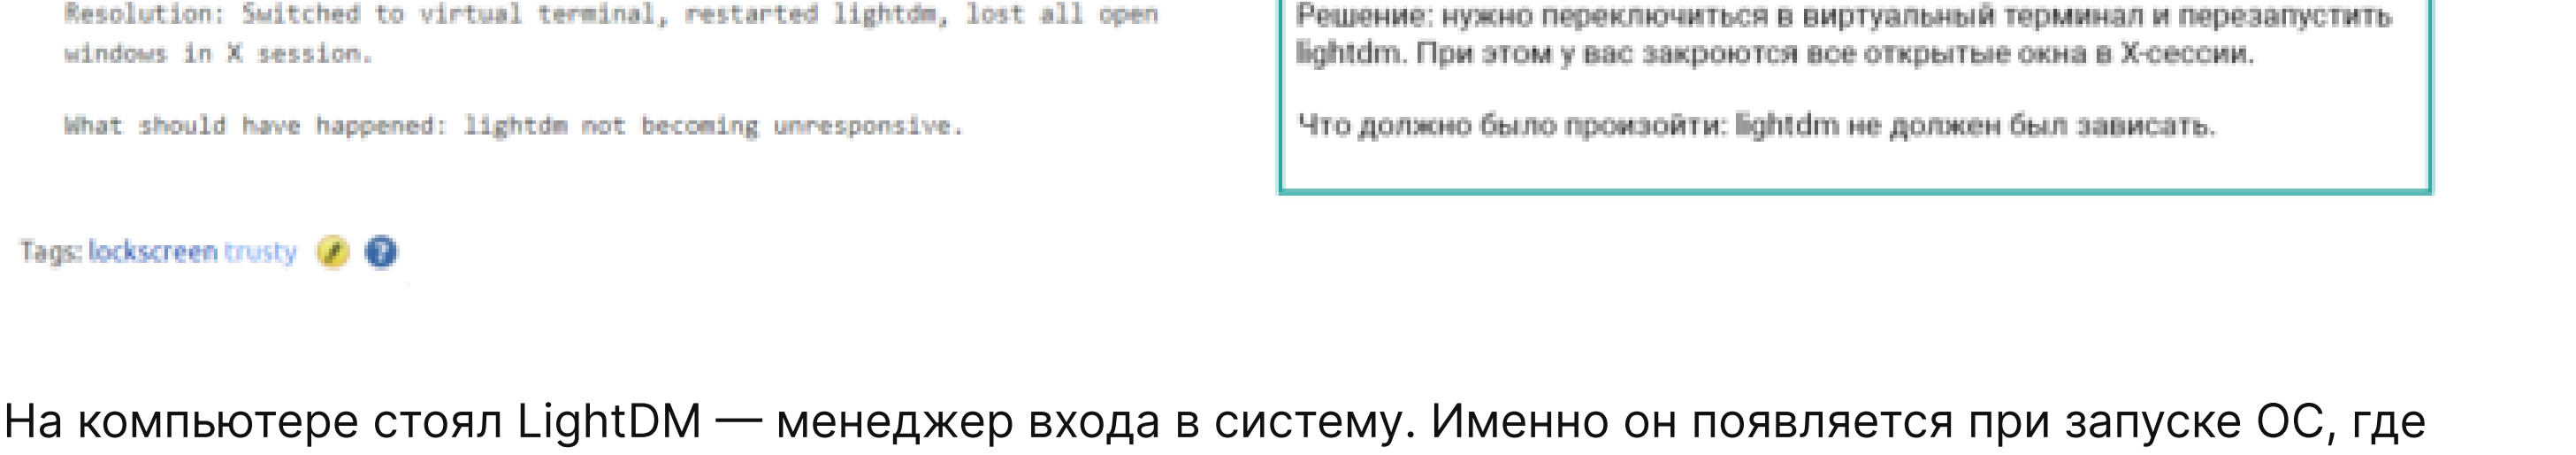 Resolution: Switched to virtual terminal, restarted lightdm, lost all open
windows in X session.
What should have happened: lightdm not becoming unresponsive.
Tags: lockscreen trusty
Решение: нужно переключиться в виртуальный терминал и перезапустить
lightdm. При этом у вас закроются все открытые окна в X-сессии.
Что должно было произойти: lightdm не должен был зависать.
На компьютере стоял LightDM — менеджер входа в систему. Именно он появляется при запуске ОС, где